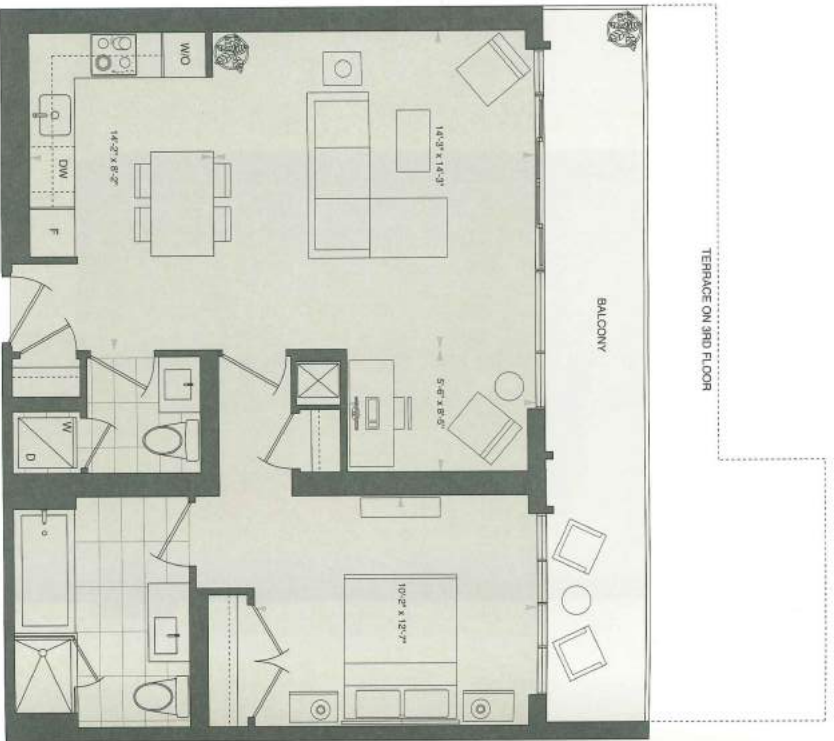 TERRACE ON 3RD FLOOR
BALCONY
14'-3" x 14'-3"
5'-6" x 8'-5"
10'-2" x 12'-7"
14'-2" x 8'-2"
W/O
DW
F
W
D